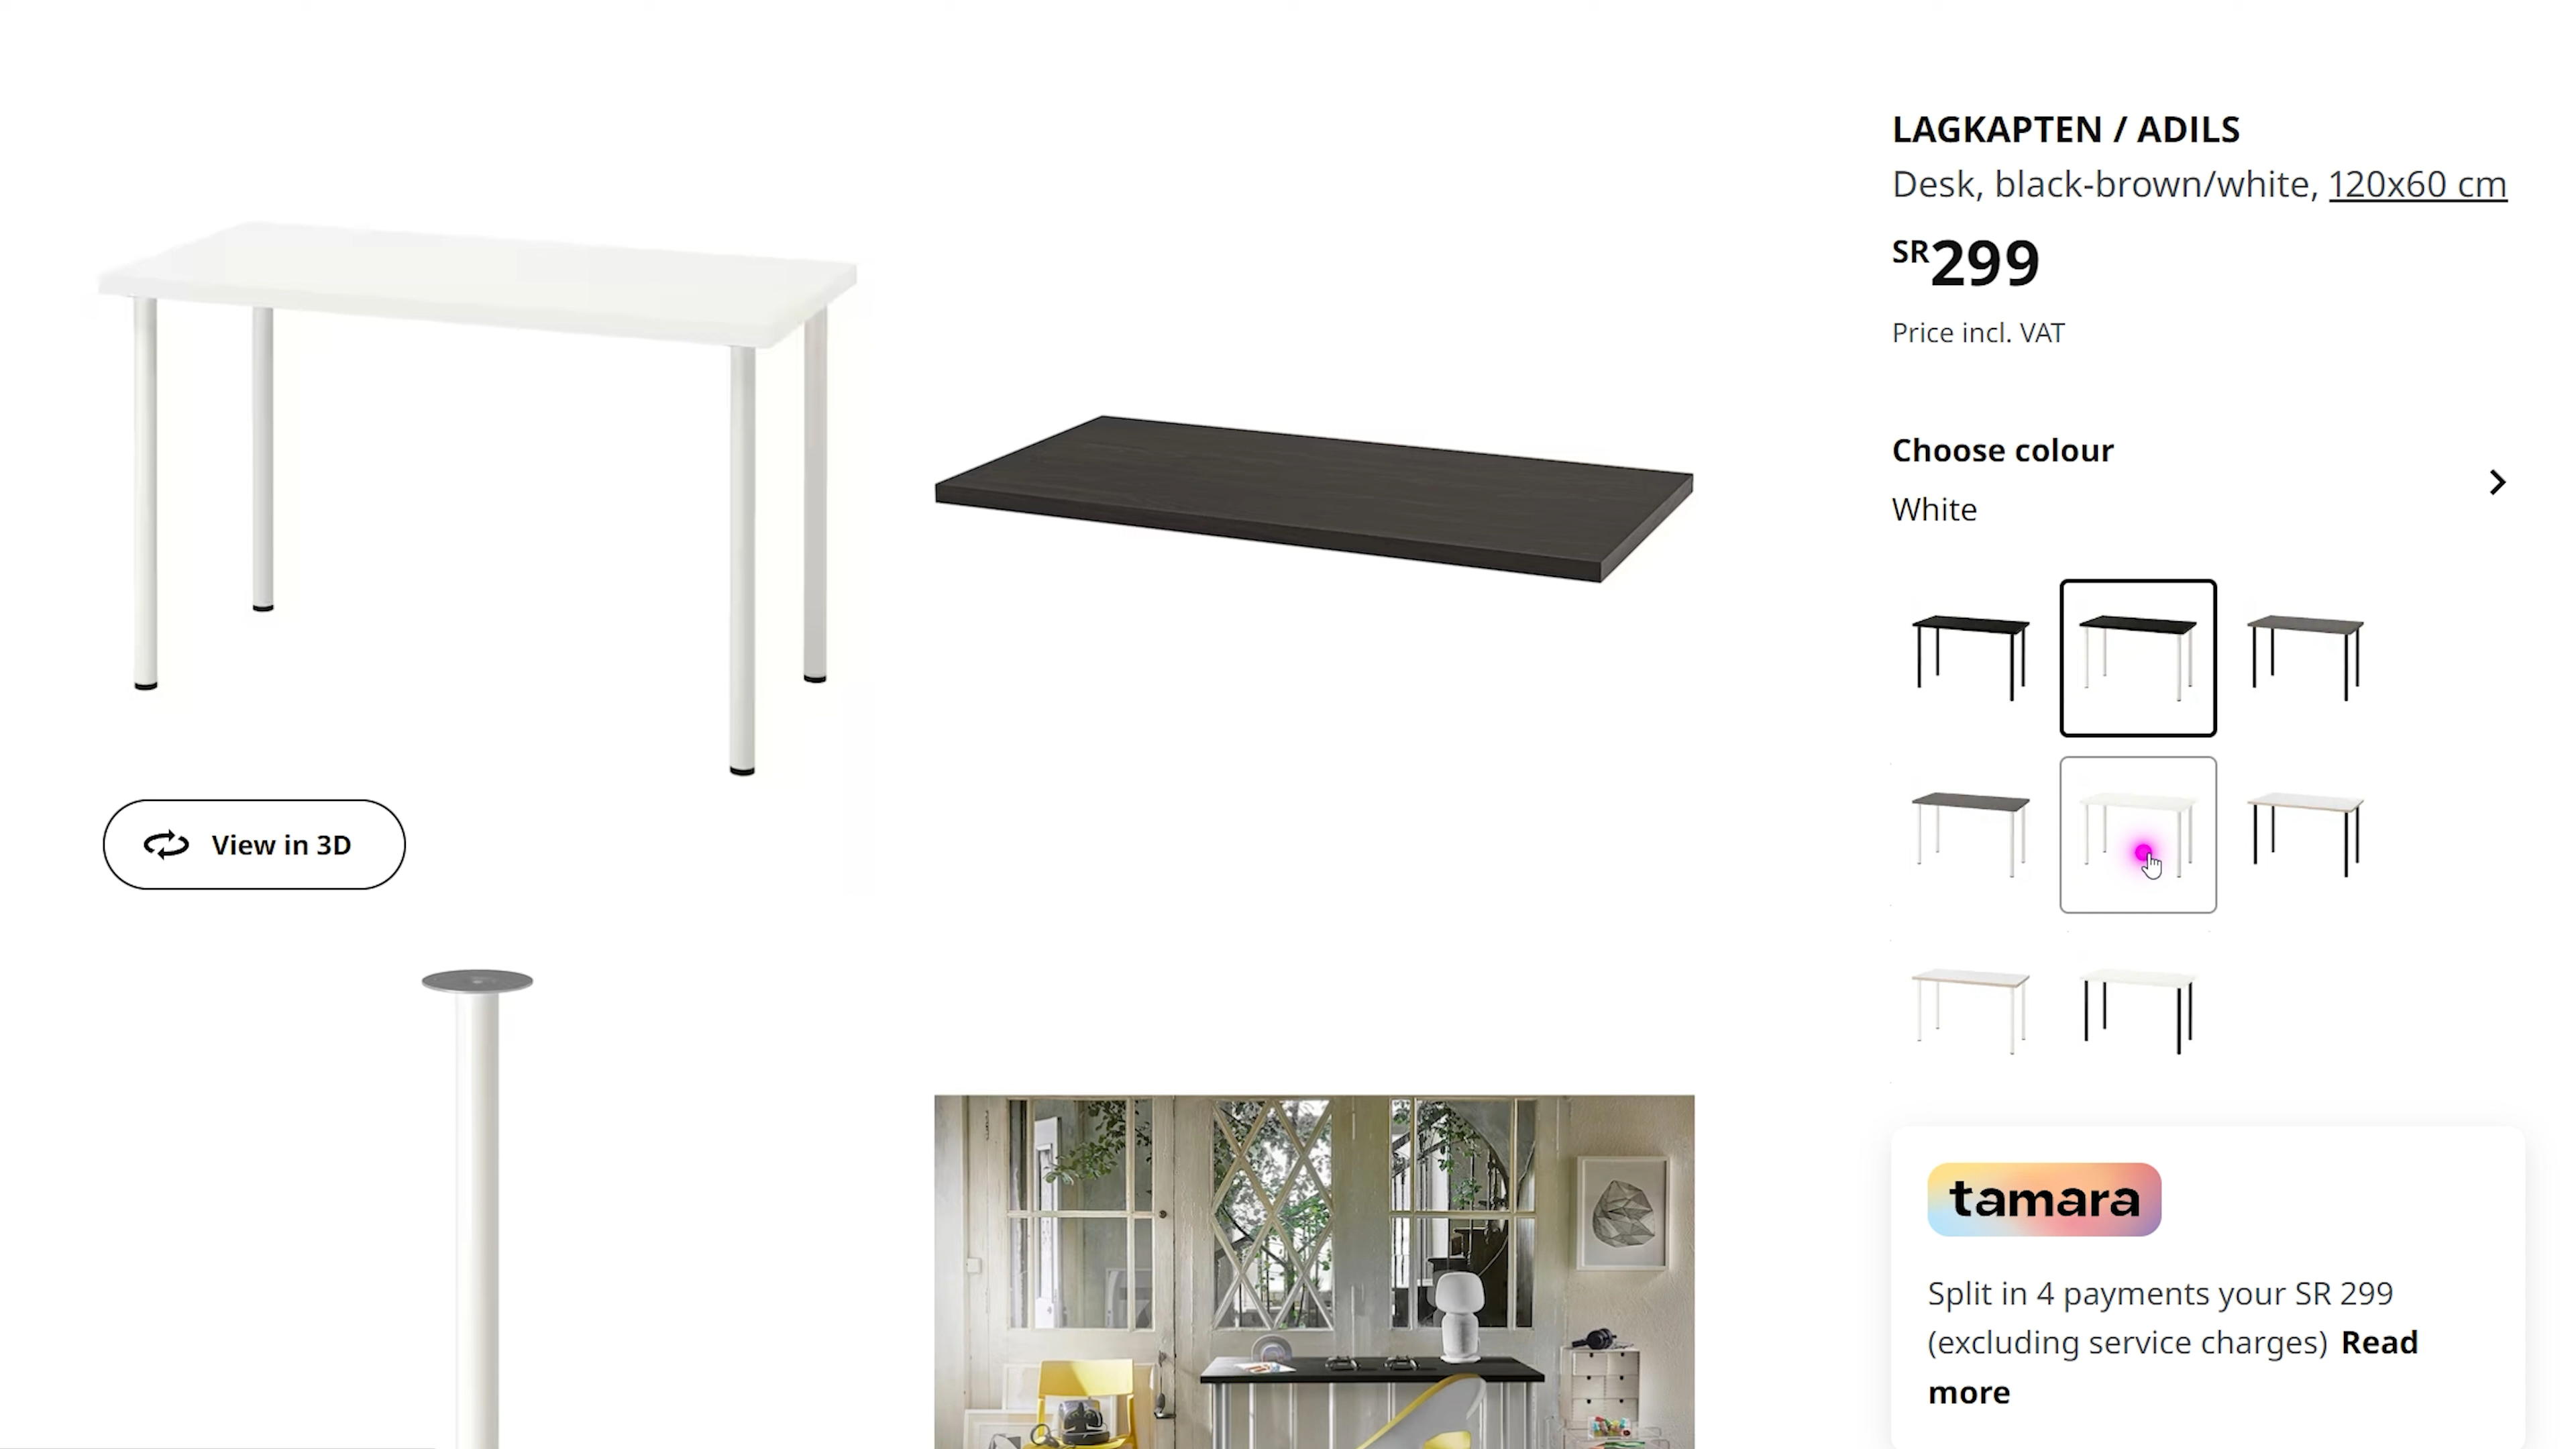 LAGKAPTEN / ADILS
Desk, black-brown/white, 120x60 cm
SR299
Price incl. VAT
Choose colour
White
View in 3D
tamara
Split in 4 payments your SR 299
(excluding service charges) Read
more